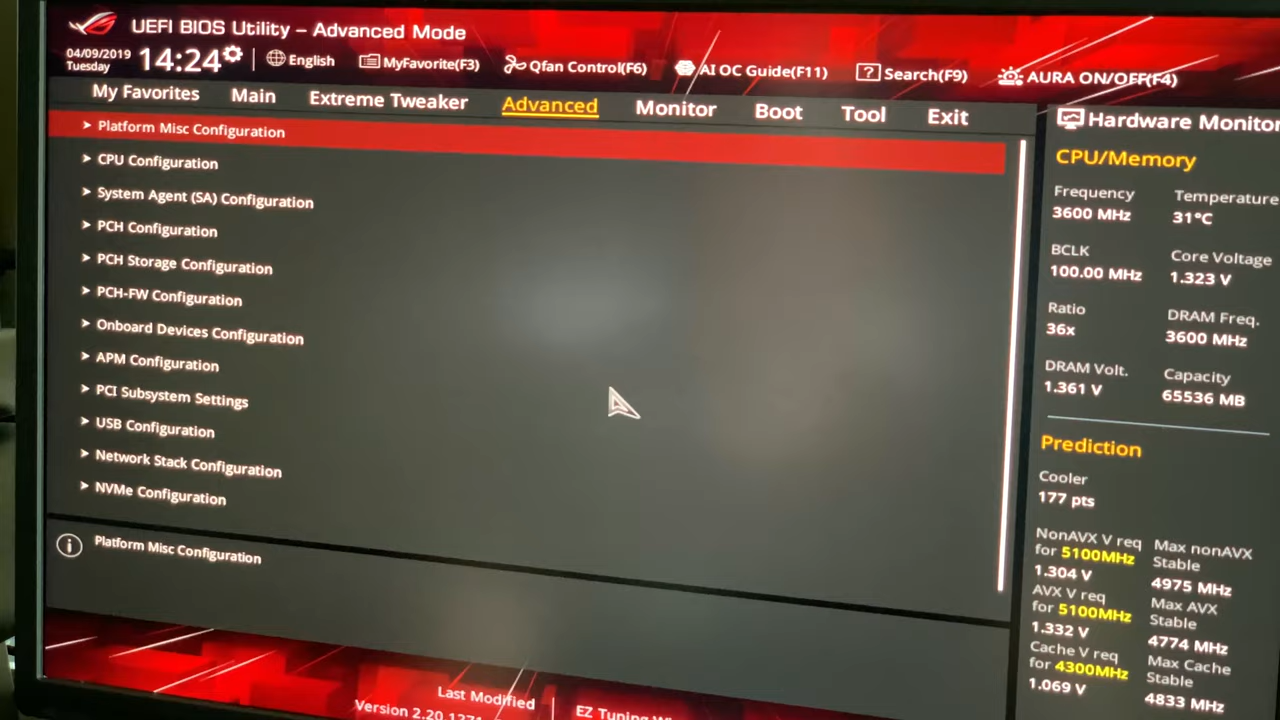 UEFI BIOS Utility – Advanced Mode
04/09/2019
Tuesday
14:24
English
MyFavorite(F3)
Qfan Control(F6)
AI OC Guide(F11)
Search(F9)
AURA ON/OFF(F4)
My Favorites
Main
Extreme Tweaker
Advanced
Monitor
Boot
Tool
Exit
> Platform Misc Configuration
> CPU Configuration
> System Agent (SA) Configuration
> PCH Configuration
> PCH Storage Configuration
> PCH-FW Configuration
> Onboard Devices Configuration
> APM Configuration
> PCI Subsystem Settings
> USB Configuration
> Network Stack Configuration
> NVMe Configuration
Platform Misc Configuration
Hardware Monitor
CPU/Memory
Frequency Temperature
3600 MHz 31°C
BCLK Core Voltage
100.00 MHz 1.323 V
Ratio DRAM Freq.
36x 3600 MHz
DRAM Volt. Capacity
1.361 V 65536 MB
Prediction
Cooler
177 pts
NonAVX V req
for 5100MHz
1.304 V
Max nonAVX
Stable
4975 MHz
AVX V req
for 5100MHz
1.332 V
Max AVX
Stable
4774 MHz
Cache V req
for 4300MHz
1.069 V
Max Cache
Stable
4833 MHz
Last Modified
EZ Tuning
Version 2.20.1271